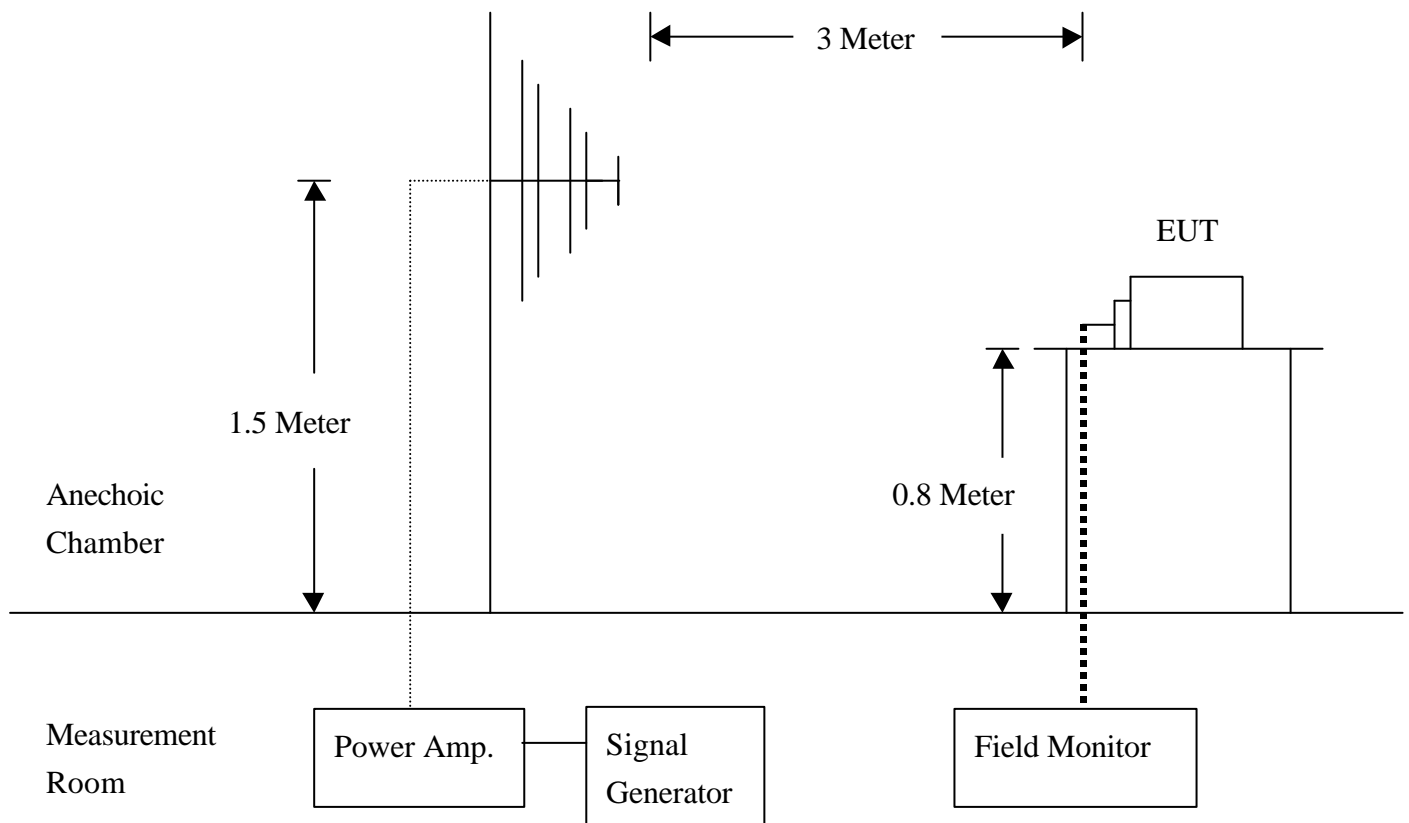 3 Meter
EUT
1.5 Meter
0.8 Meter
Anechoic
Chamber
Measurement
Room
Power Amp.
Signal
Generator
Field Monitor